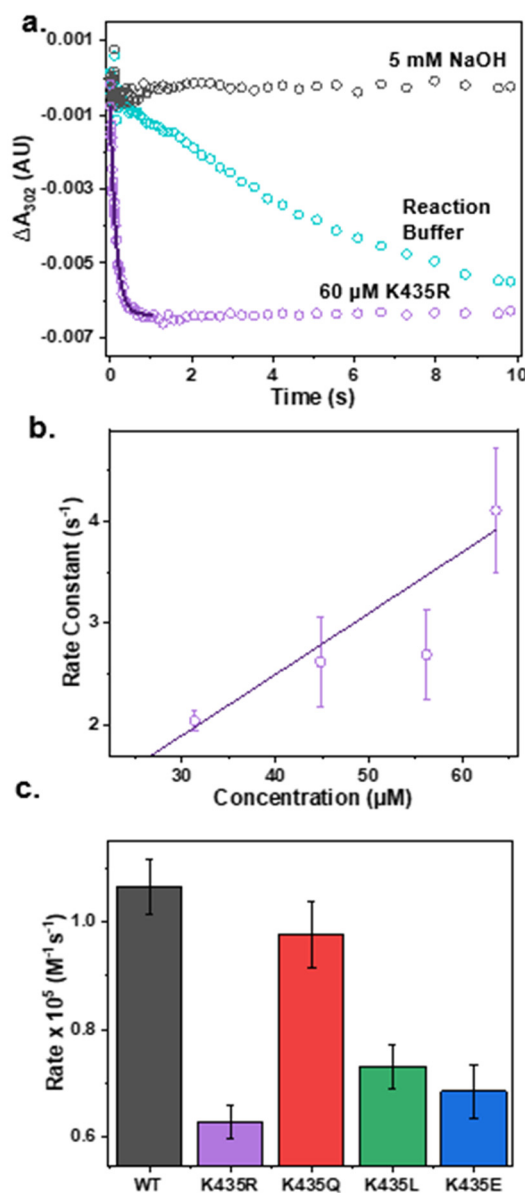 a.
0.001
-0.001
-0.003
-0.005
-0.007
ΔA302 (AU)
5 mM NaOH
Reaction
Buffer
60 µM K435R
0 2 4 6 8 10
Time (s)
b.
4
3
2
Rate Constant (s⁻¹)
30 40 50 60
Concentration (µM)
c.
1.0
0.8
0.6
Rate x 10⁵ (M⁻¹s⁻¹)
WT K435R K435Q K435L K435E